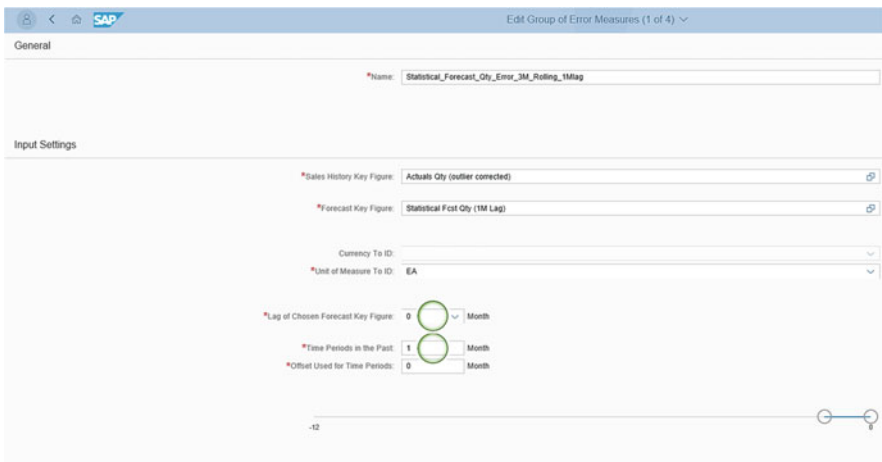 SAP
Edit Group of Error Measures (1 of 4)
General
*Name: Statistical_Forecast_Qty_Error_3M_Rolling_1Mlag
Input Settings
*Sales History Key Figure: Actuals Qty (outlier corrected)
*Forecast Key Figure: Statistical Fcst Qty (1M Lag)
Currency To ID:
*Unit of Measure To ID: EA
*Lag of Chosen Forecast Key Figure: 0 Month
*Time Periods in the Past: 1 Month
*Offset Used for Time Periods: 0 Month
-12 0